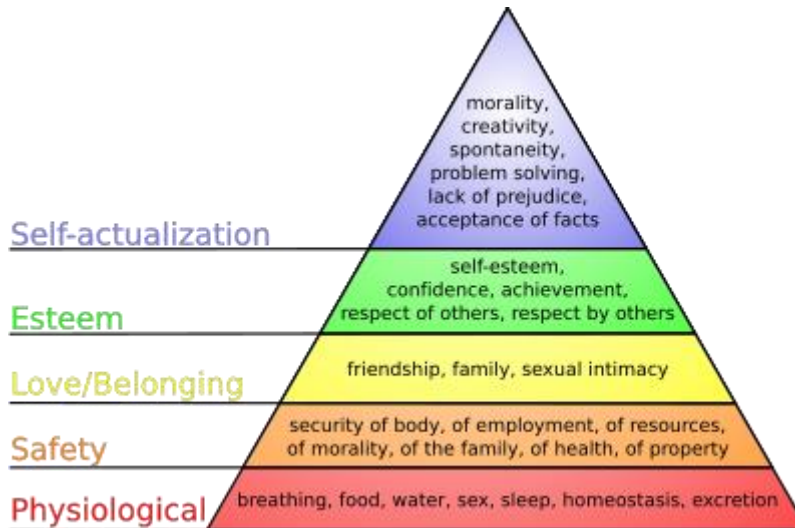 morality,
creativity,
spontaneity,
problem solving,
lack of prejudice,
acceptance of facts
Self-actualization
self-esteem,
confidence, achievement,
respect of others, respect by others
Esteem
friendship, family, sexual intimacy
Love/Belonging
security of body, of employment, of resources,
of morality, of the family, of health, of property
Safety
breathing, food, water, sex, sleep, homeostasis, excretion
Physiological